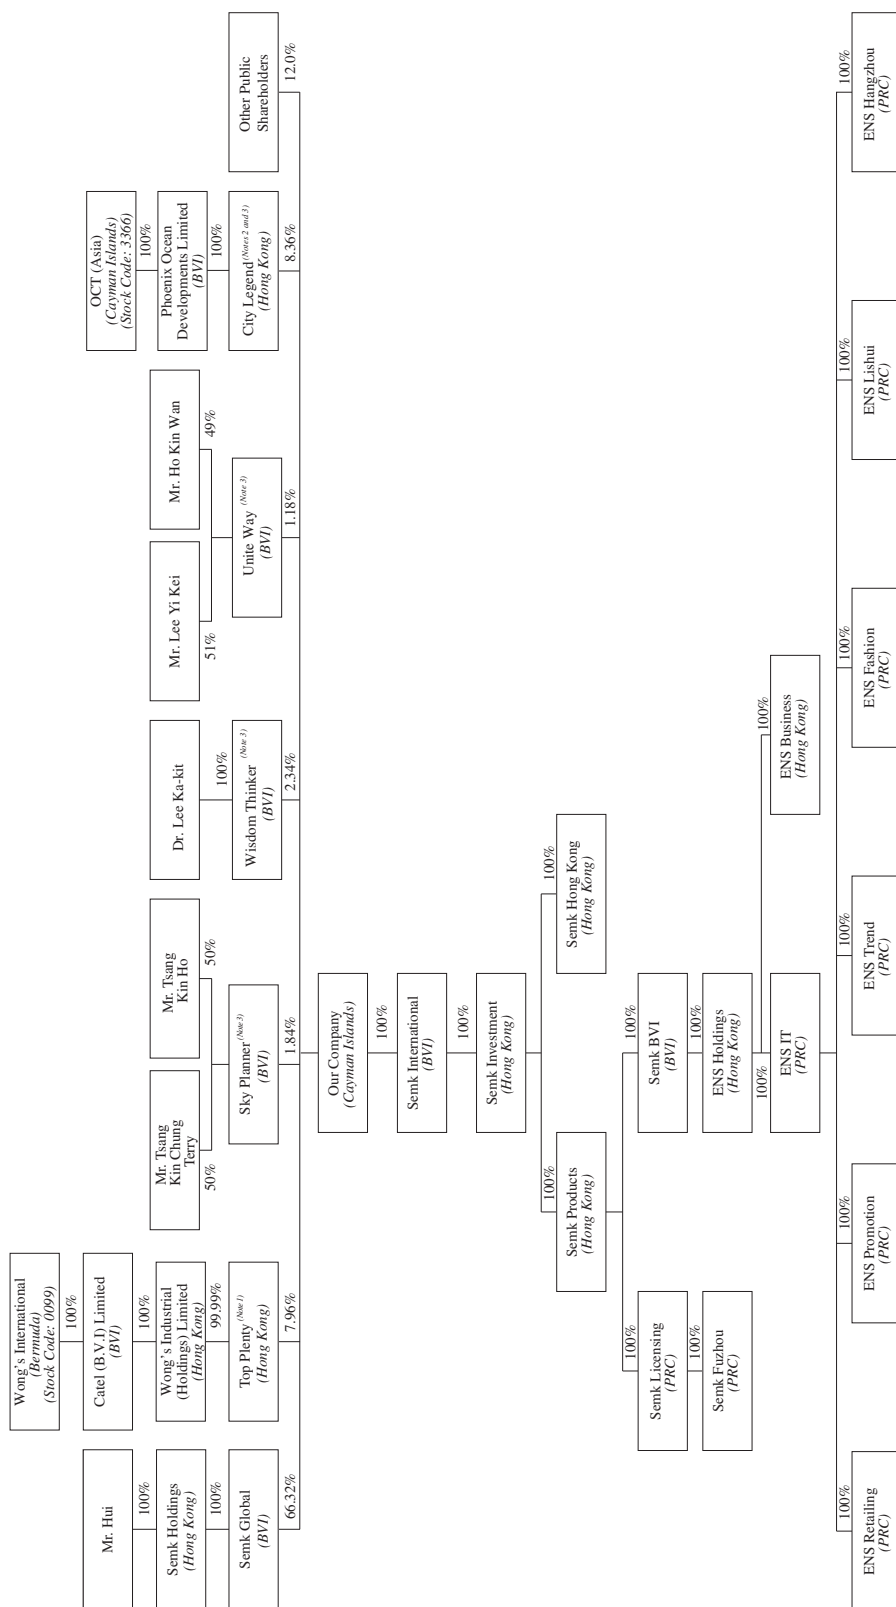 Mr. Hui
100%
Semk Holdings
(Hong Kong)
100%
Semk Global
(BVI)
66.32%
Wong's International
(Bermuda)
(Stock Code: 0099)
100%
Catel (B.V.I) Limited
(BVI)
100%
Wong's Industrial
(Holdings) Limited
(Hong Kong)
99.99%
Top Plenty (Note 1)
(Hong Kong)
7.96%
Mr. Tsang
Kin Chung
Terry
50%
Mr. Tsang
Kin Ho
50%
Sky Planner (Note 3)
(BVI)
1.84%
Dr. Lee Ka-kit
100%
Wisdom Thinker (Note 3)
(BVI)
2.34%
Mr. Lee Yi Kei
51%
Mr. Ho Kin Wan
49%
Unite Way (Note 3)
(BVI)
1.18%
OCT (Asia)
(Cayman Islands)
(Stock Code: 3366)
100%
Phoenix Ocean
Developments Limited
(BVI)
100%
City Legend (Notes 2 and 3)
(Hong Kong)
8.36%
Other Public
Shareholders
12.0%
Our Company
(Cayman Islands)
100%
Semk International
(BVI)
100%
Semk Investment
(Hong Kong)
100%
Semk Products
(Hong Kong)
100%
Semk Hong Kong
(Hong Kong)
100%
Semk Licensing
(PRC)
100%
Semk Fuzhou
(PRC)
100%
Semk BVI
(BVI)
100%
ENS Holdings
(Hong Kong)
100%
ENS IT
(PRC)
100%
ENS Business
(Hong Kong)
100%
ENS Retailing
(PRC)
100%
ENS Promotion
(PRC)
100%
ENS Trend
(PRC)
100%
ENS Fashion
(PRC)
100%
ENS Lishui
(PRC)
100%
ENS Hangzhou
(PRC)